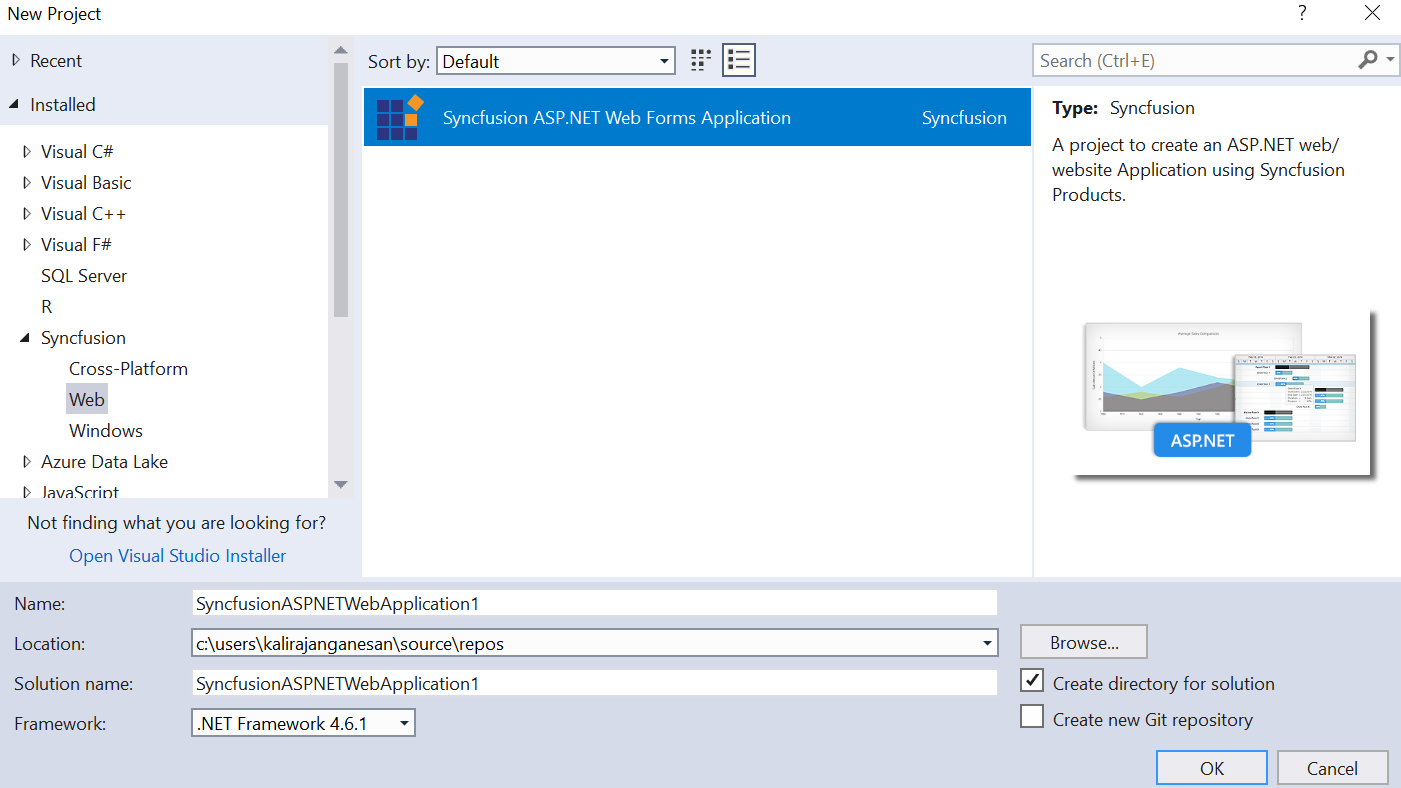 New Project
?
Recent
Installed
Visual C#
Visual Basic
Visual C++
Visual F#
SQL Server
R
Syncfusion
Cross-Platform
Web
Windows
Azure Data Lake
JavaScript
Not finding what you are looking for?
Open Visual Studio Installer
Sort by: Default
Syncfusion ASP.NET Web Forms Application Syncfusion
Search (Ctrl+E)
Type: Syncfusion
A project to create an ASP.NET web/
website Application using Syncfusion
Products.
Average Sales Comparison
ASP.NET
Name: SyncfusionASPNETWebApplication1
Location: c:\users\kalirajanganesan\source\repos
Browse...
Solution name: SyncfusionASPNETWebApplication1
Create directory for solution
Framework: .NET Framework 4.6.1
Create new Git repository
OK Cancel